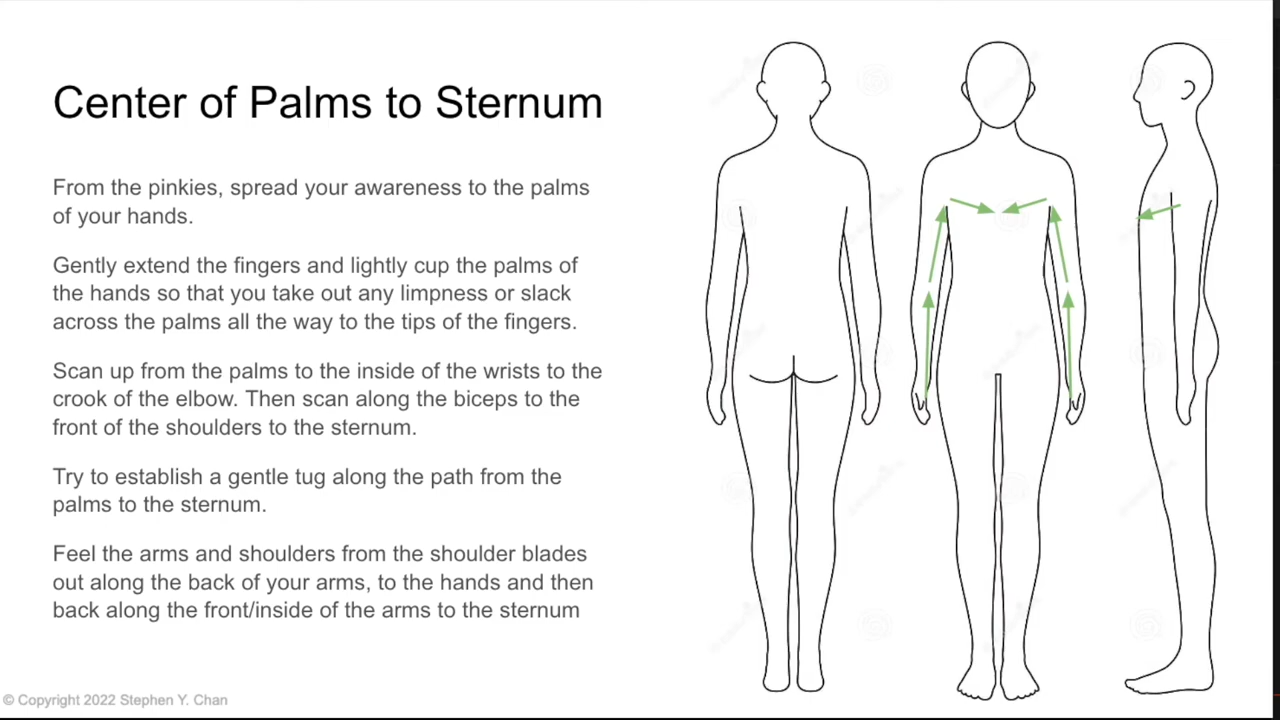 Center of Palms to Sternum
From the pinkies, spread your awareness to the palms
of your hands.
Gently extend the fingers and lightly cup the palms of
the hands so that you take out any limpness or slack
across the palms all the way to the tips of the fingers.
Scan up from the palms to the inside of the wrists to the
crook of the elbow. Then scan along the biceps to the
front of the shoulders to the sternum.
Try to establish a gentle tug along the path from the
palms to the sternum.
Feel the arms and shoulders from the shoulder blades
out along the back of your arms, to the hands and then
back along the front/inside of the arms to the sternum
© Copyright 2022 Stephen Y. Chan